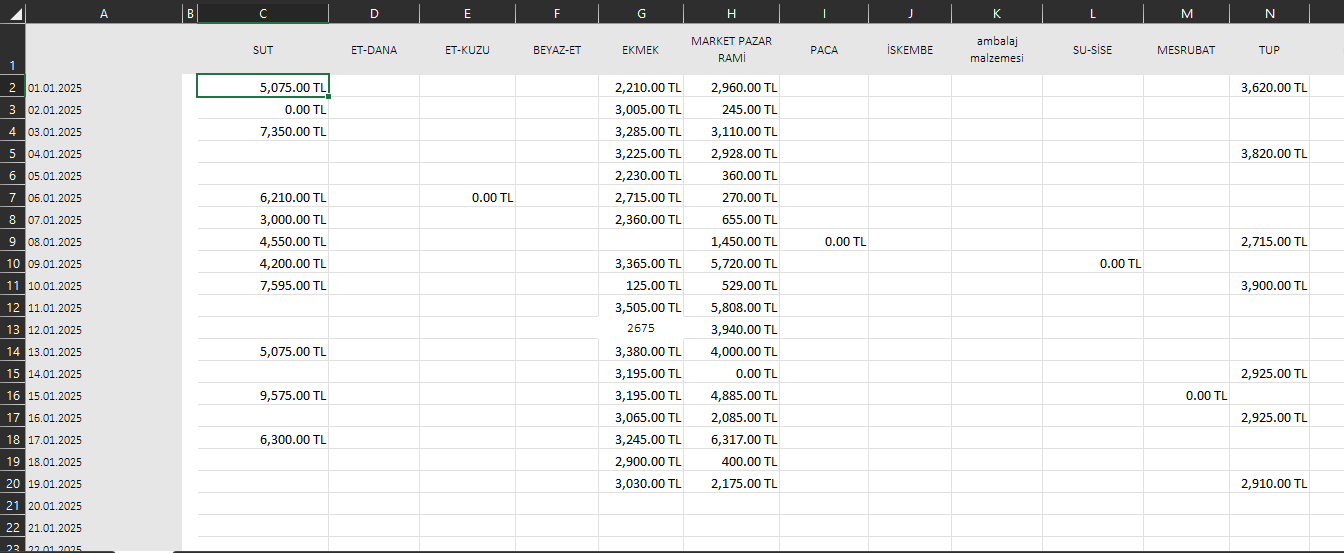 A B C D E F G H I J K L M N
1 SUT ET-DANA ET-KUZU BEYAZ-ET EKMEK MARKET PAZAR RAMİ PACA İSKEMBE ambalaj malzemesi SU-SİSE MESRUBAT TUP
2 01.01.2025 5,075.00 TL 2,210.00 TL 2,960.00 TL 3,620.00 TL
3 02.01.2025 0.00 TL 3,005.00 TL 245.00 TL
4 03.01.2025 7,350.00 TL 3,285.00 TL 3,110.00 TL
5 04.01.2025 3,225.00 TL 2,928.00 TL 3,820.00 TL
6 05.01.2025 2,230.00 TL 360.00 TL
7 06.01.2025 6,210.00 TL 0.00 TL 2,715.00 TL 270.00 TL
8 07.01.2025 3,000.00 TL 2,360.00 TL 655.00 TL
9 08.01.2025 4,550.00 TL 1,450.00 TL 0.00 TL 2,715.00 TL
10 09.01.2025 4,200.00 TL 3,365.00 TL 5,720.00 TL 0.00 TL
11 10.01.2025 7,595.00 TL 125.00 TL 529.00 TL 3,900.00 TL
12 11.01.2025 3,505.00 TL 5,808.00 TL
13 12.01.2025 2675 3,940.00 TL
14 13.01.2025 5,075.00 TL 3,380.00 TL 4,000.00 TL
15 14.01.2025 3,195.00 TL 0.00 TL 2,925.00 TL
16 15.01.2025 9,575.00 TL 3,195.00 TL 4,885.00 TL 0.00 TL
17 16.01.2025 3,065.00 TL 2,085.00 TL 2,925.00 TL
18 17.01.2025 6,300.00 TL 3,245.00 TL 6,317.00 TL
19 18.01.2025 2,900.00 TL 400.00 TL
20 19.01.2025 3,030.00 TL 2,175.00 TL 2,910.00 TL
21 20.01.2025
22 21.01.2025
23 22.01.2025